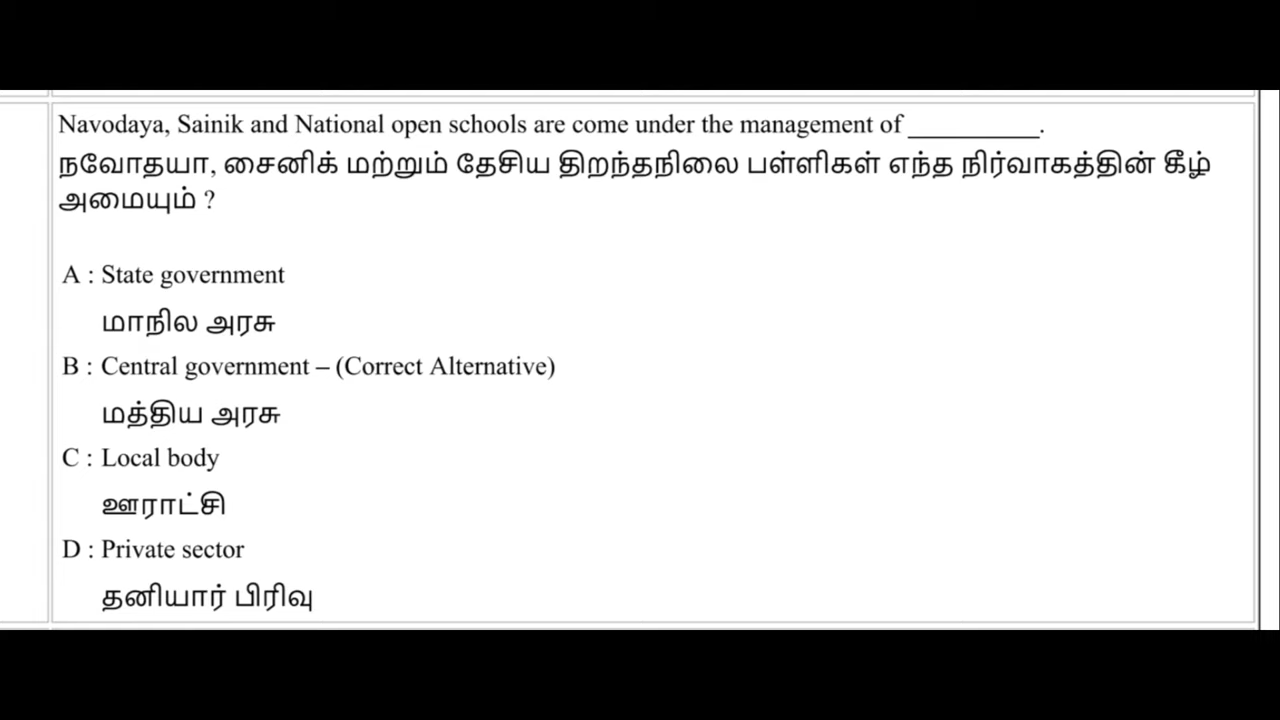 Navodaya, Sainik and National open schools are come under the management of __________.
நவோதயா, சைனிக் மற்றும் தேசிய திறந்தநிலை பள்ளிகள் எந்த நிர்வாகத்தின் கீழ்
அமையும் ?
A : State government
மாநில அரசு
B : Central government – (Correct Alternative)
மத்திய அரசு
C : Local body
ஊராட்சி
D : Private sector
தனியார் பிரிவு